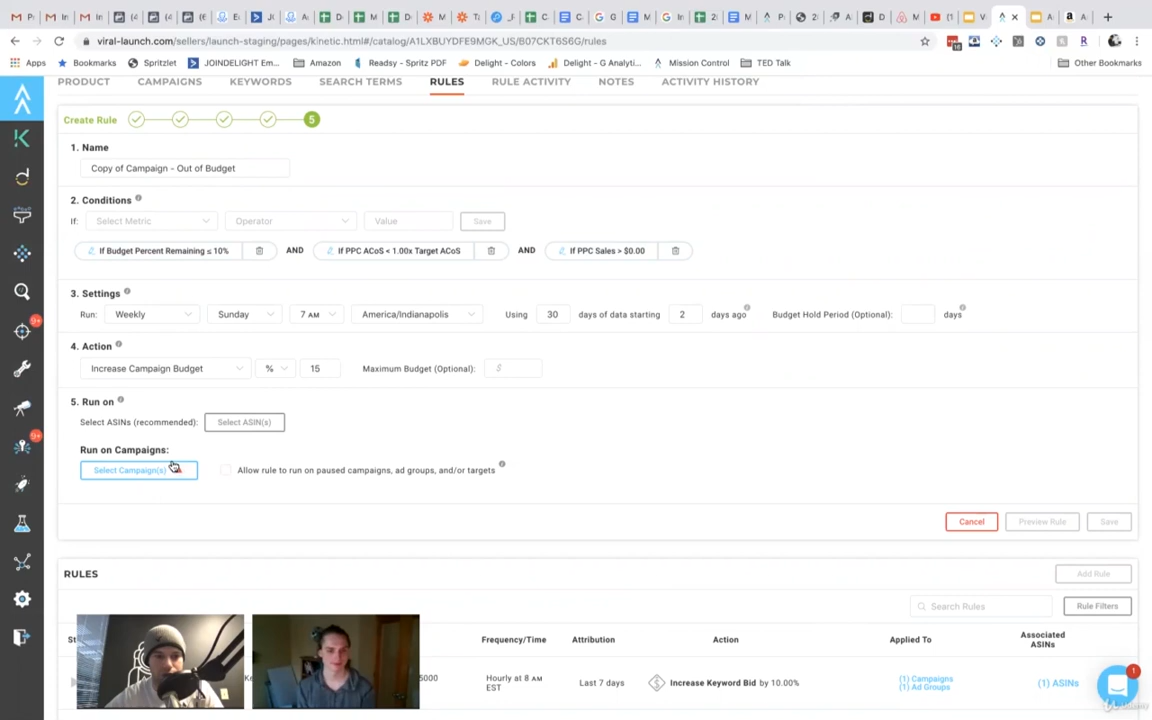 viral-launch.com/sellers/launch-staging/pages/kinetic.html#/catalog/A1LXBUYDFE9MGK_US/B07CKT6S6G/rules
Apps Bookmarks Spritzlet JOINDELIGHT Em... Amazon Readsy - Spritz PDF Delight - Colors Delight - G Analyti... Mission Control TED Talk Other Bookmarks
PRODUCT CAMPAIGNS KEYWORDS SEARCH TERMS RULES RULE ACTIVITY NOTES ACTIVITY HISTORY
Create Rule 5
1. Name
Copy of Campaign - Out of Budget
2. Conditions
If: Select Metric Operator Value Save
If Budget Percent Remaining ≤ 10% AND If PPC ACoS < 1.00x Target ACoS AND If PPC Sales > $0.00
3. Settings
Run: Weekly Sunday 7 AM America/Indianapolis Using 30 days of data starting 2 days ago Budget Hold Period (Optional): days
4. Action
Increase Campaign Budget % 15 Maximum Budget (Optional): $
5. Run on
Select ASINs (recommended): Select ASIN(s)
Run on Campaigns:
Select Campaign(s) Allow rule to run on paused campaigns, ad groups, and/or targets
Cancel Preview Rule Save
RULES Add Rule
Search Rules Rule Filters
Frequency/Time Attribution Action Applied To Associated ASINs
5000 Hourly at 8 AM EST Last 7 days Increase Keyword Bid by 10.00% (1) Campaigns (1) Ad Groups (1) ASINs
Udemy